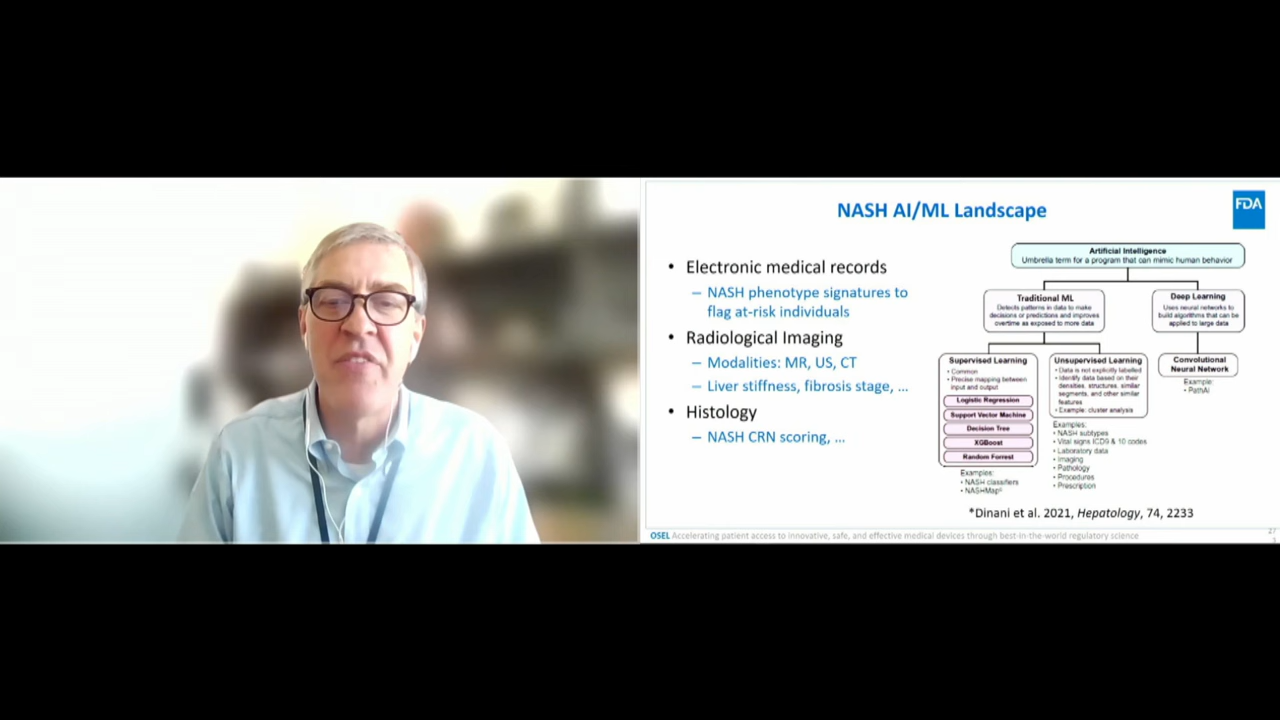 NASH AI/ML Landscape
FDA
• Electronic medical records
– NASH phenotype signatures to
flag at-risk individuals
• Radiological Imaging
– Modalities: MR, US, CT
– Liver stiffness, fibrosis stage, ...
• Histology
– NASH CRN scoring, ...
Artificial Intelligence
Umbrella term for a program that can mimic human behavior
Traditional ML
Detects patterns in data to make
decisions or predictions and improves
overtime as exposed to more data
Deep Learning
Uses neural networks to
build algorithms that can be
applied to large data
Supervised Learning
• Common
• Precise mapping between
input and output
Logistic Regression
Support Vector Machine
Decision Tree
XGBoost
Random Forrest
Examples:
• NASH classifiers
• NASHMap
Unsupervised Learning
• Data is not explicitly labelled
• Identify data based on their
densities, structures, similar
segments, and other similar
features
• Example: cluster analysis
Examples:
• NASH subtypes
• Vital signs ICD9 & 10 codes
• Laboratory data
• Imaging
• Pathology
• Procedures
• Prescription
Convolutional
Neural Network
Example:
• PathAI
*Dinani et al. 2021, Hepatology, 74, 2233
OSEL Accelerating patient access to innovative, safe, and effective medical devices through best-in-the-world regulatory science